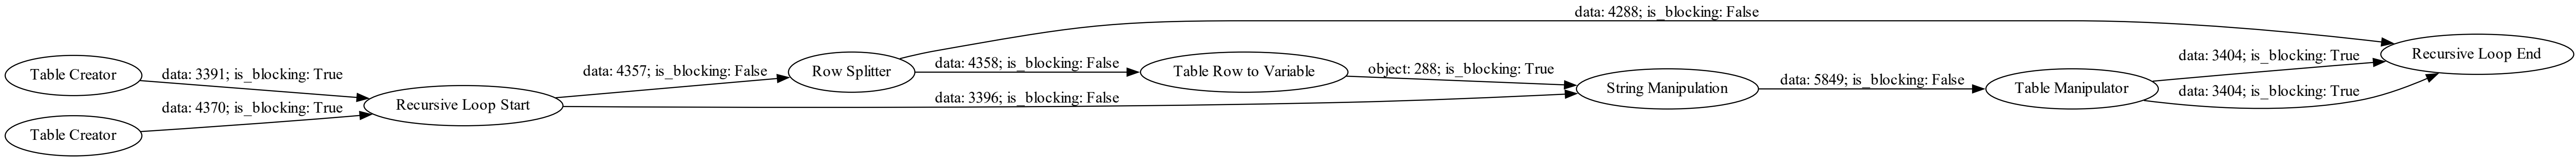 data: 4288; is_blocking: False
Table Creator
data: 3391; is_blocking: True
data: 4357; is_blocking: False
Row Splitter
data: 4358; is_blocking: False
Table Row to Variable
object: 288; is_blocking: True
data: 3404; is_blocking: True
Recursive Loop End
Recursive Loop Start
data: 3396; is_blocking: False
String Manipulation
data: 5849; is_blocking: False
Table Manipulator
data: 3404; is_blocking: True
data: 4370; is_blocking: True
Table Creator